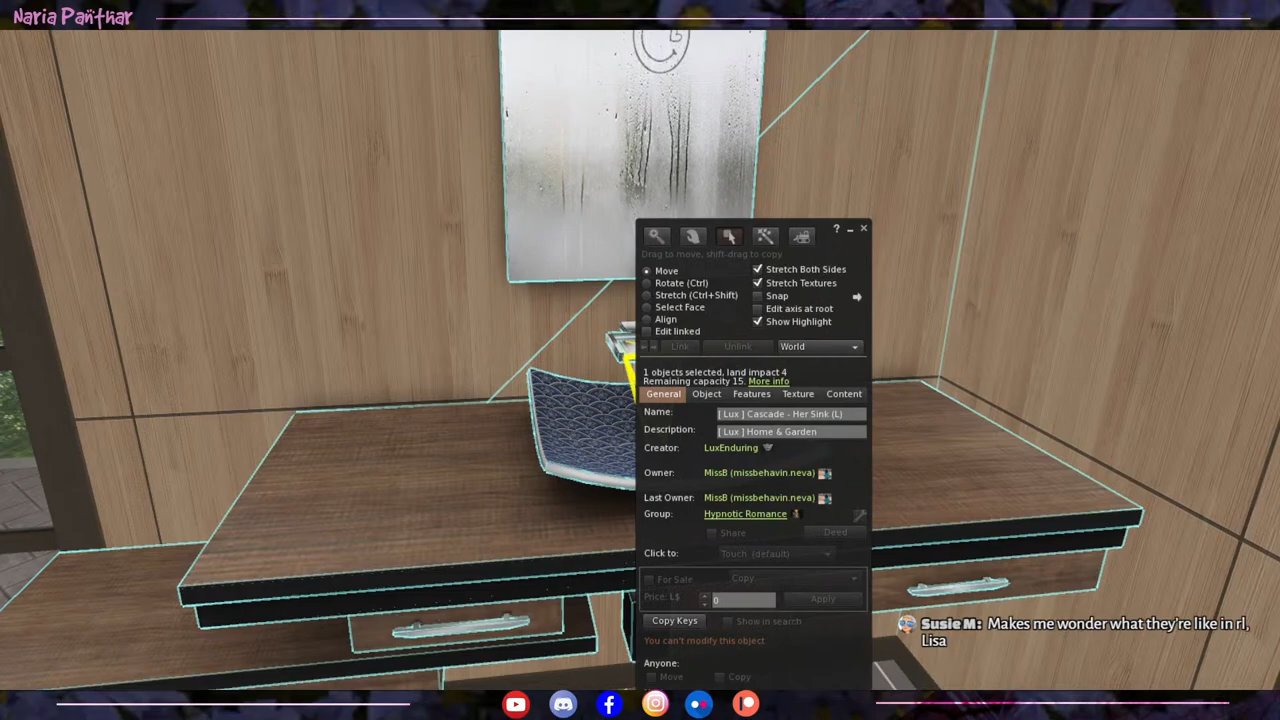 Naria Panthar
?
Drag to move, shift-drag to copy
Move
Stretch Both Sides
Rotate (Ctrl)
Stretch Textures
Stretch (Ctrl+Shift)
Snap
Select Face
Edit axis at root
Align
Show Highlight
Edit linked
Link
Unlink
World
1 objects selected, land impact 4
Remaining capacity 15. More info
General Object Features Texture Content
Name: [ Lux ] Cascade - Her Sink (L)
Description: [ Lux ] Home & Garden
Creator: LuxEnduring
Owner: MissB (missbehavin.neva)
Last Owner: MissB (missbehavin.neva)
Group: Hypnotic Romance
Share
Deed
Click to: Touch (default)
For Sale
Copy
Price: L$ 0
Apply
Copy Keys
Show in search
You can't modify this object.
Anyone:
Move
Copy
Susie M: Makes me wonder what they're like in rl,
Lisa